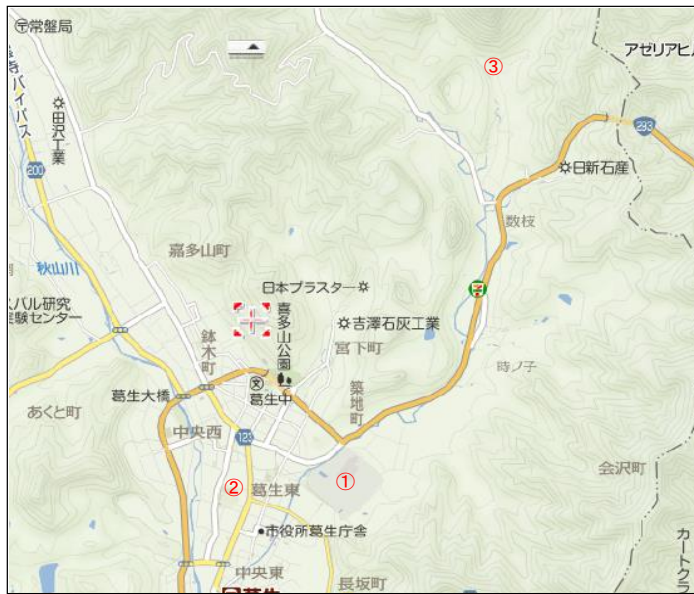 〒常盤局
アゼリアヒ
③
寺バイパス
田沢工業
293
200
日新石産
数枝
嘉多山町
秋山川
日本プラスター
スバル研究
実験センター
喜多山公園
吉澤石灰工業
宮下町
鉢木町
時ノ子
築地町
葛生大橋
葛生中
あくと町
中央西
123
会沢町
①
②
葛生東
市役所葛生庁舎
カートクラ
中央東
長坂町
葛生